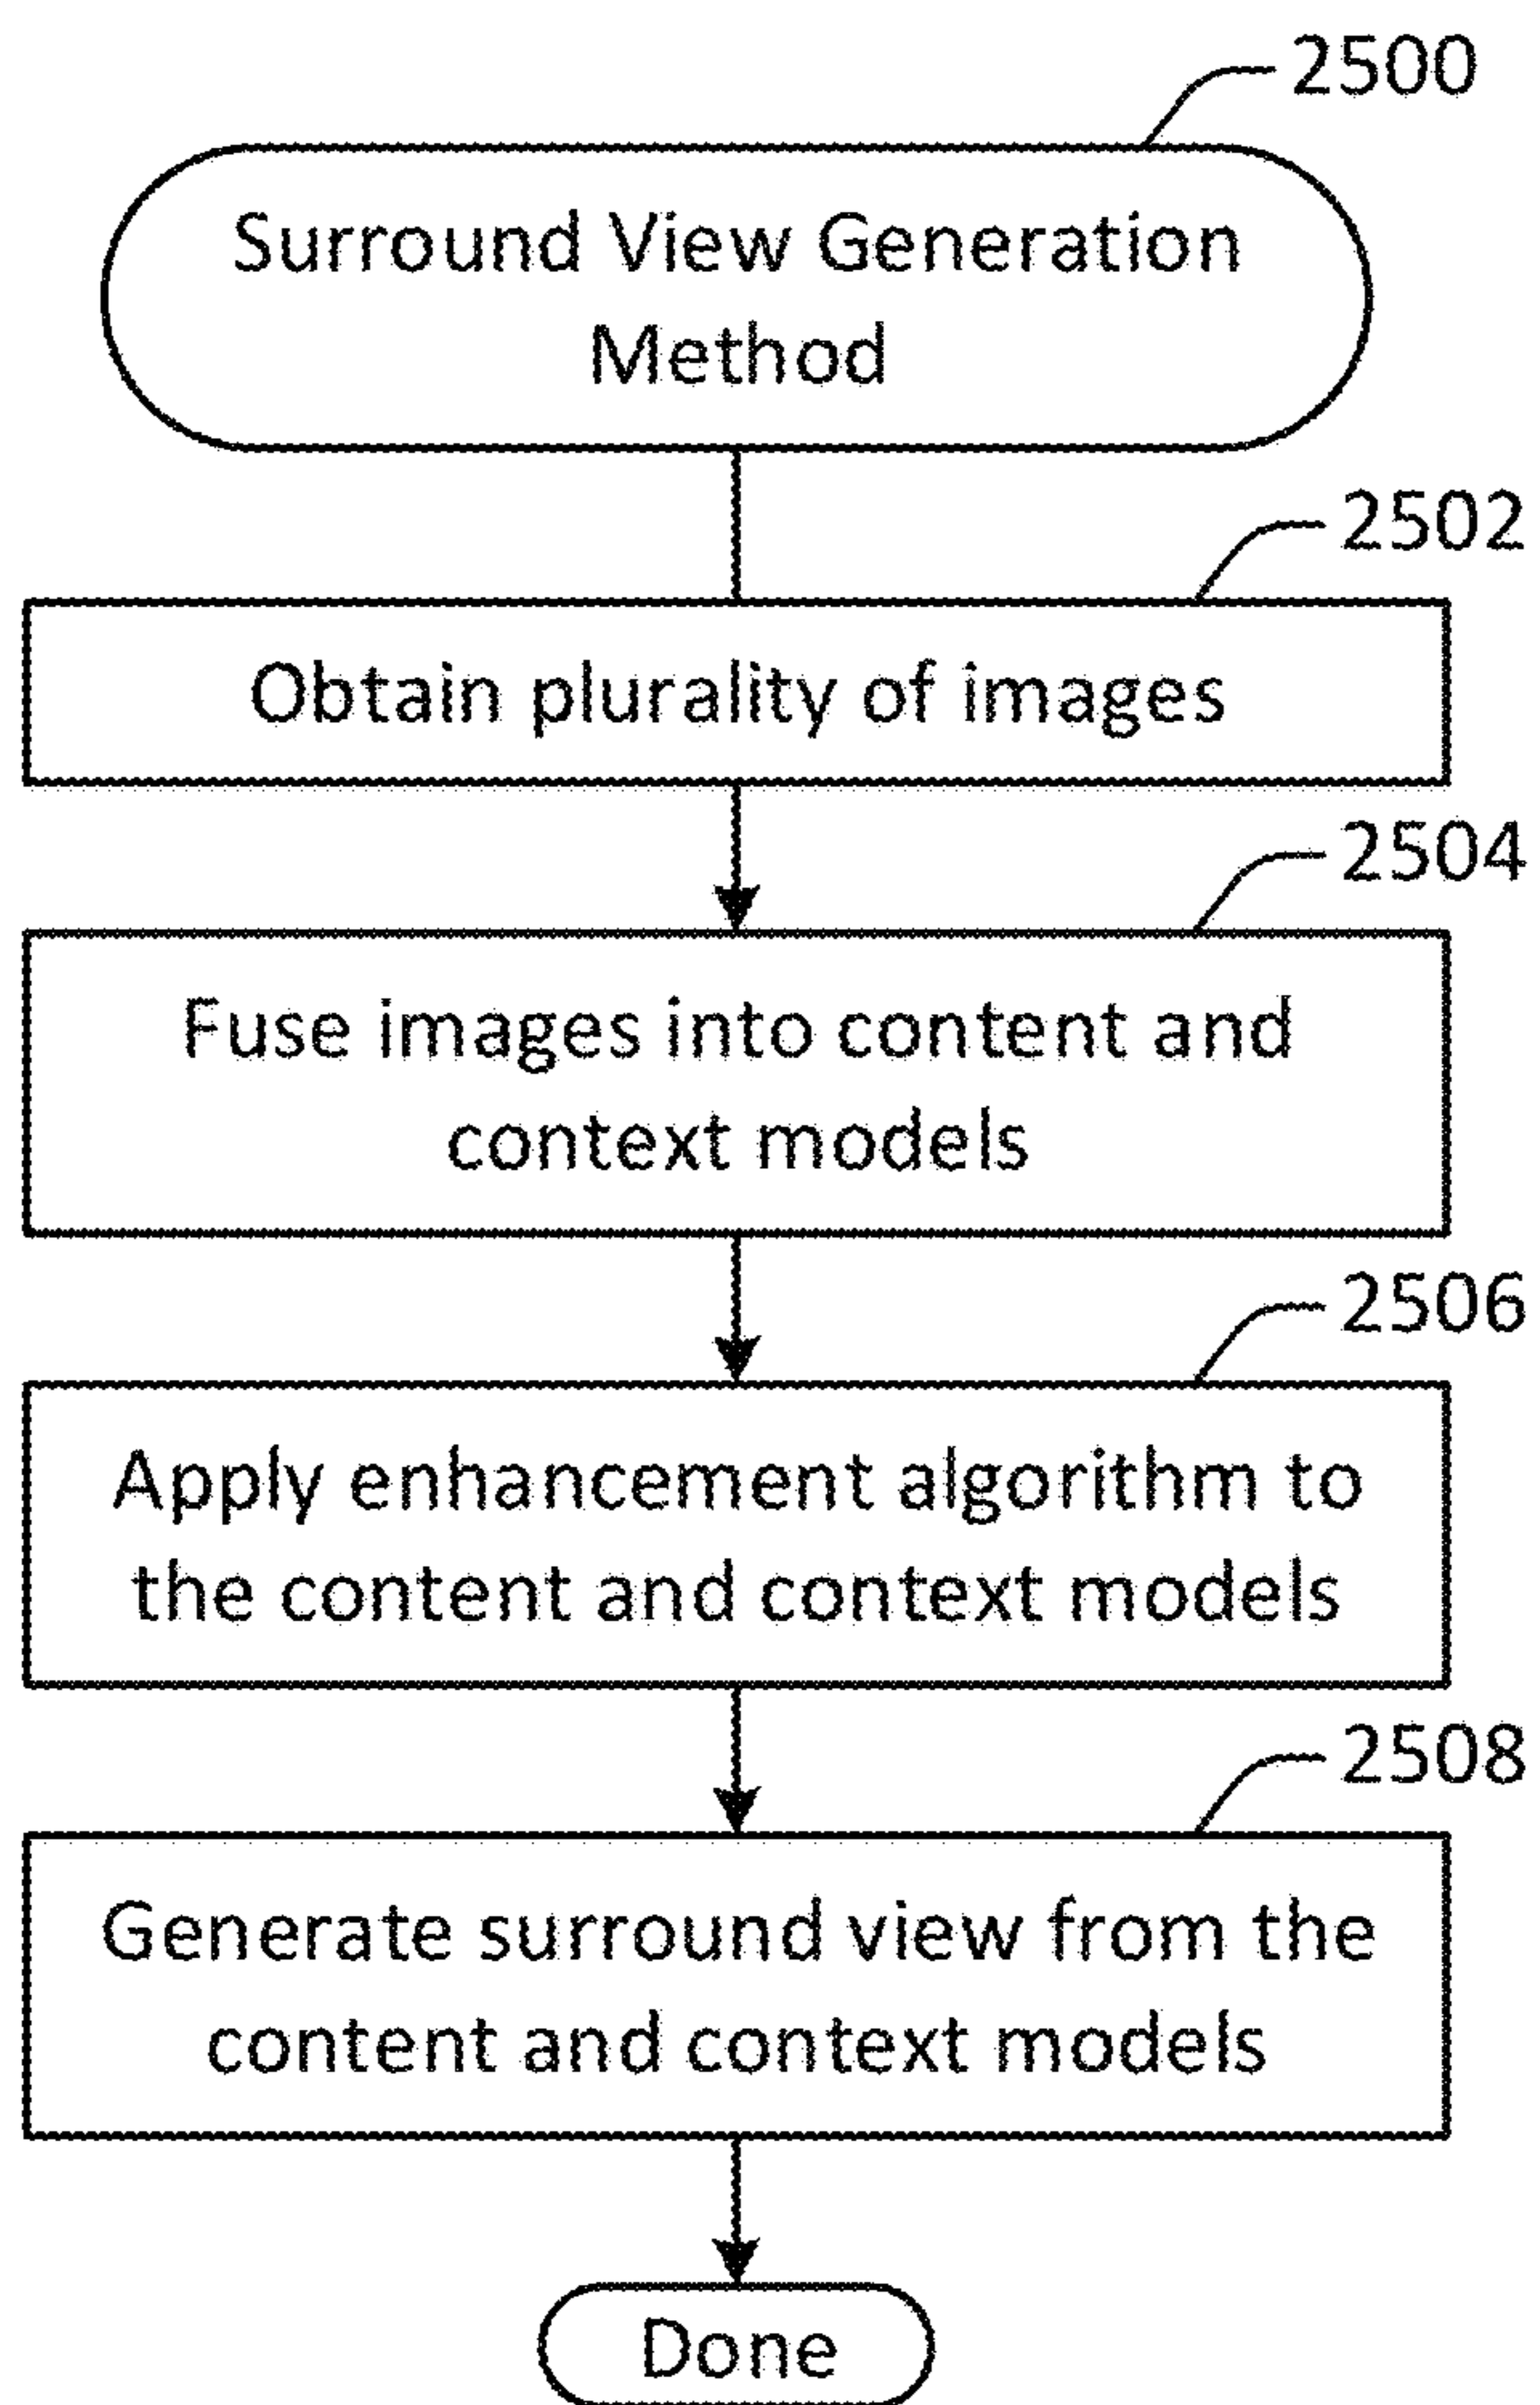 2500
Surround View Generation
Method
2502
Obtain plurality of images
2504
Fuse images into content and
context models
2506
Apply enhancement algorithm to
the content and context models
2508
Generate surround view from the
content and context models
Done